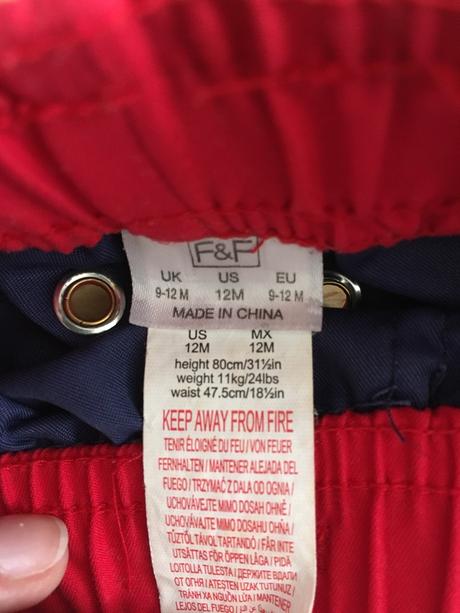 F&F
UK US EU
9-12 M 12M 9-12 M
MADE IN CHINA
US MX
12M 12M
height 80cm/31½in
weight 11kg/24lbs
waist 47.5cm/18½in
KEEP AWAY FROM FIRE
TENIR ÉLOIGNÉ DU FEU / VON FEUER
FERNHALTEN / MANTENER ALEJADA DEL
FUEGO / TRZYMAĆ Z DALA OD OGNIA /
UCHOVÁVEJTE MIMO DOSAH OHNĚ /
UCHOVÁVAJTE MIMO DOSAHU OHŇA /
TŰZTŐL TÁVOL TARTANDÓ / FÅR INTE
UTSÄTTAS FÖR ÖPPEN LÅGA / PIDÄ
LOITOLLA TULESTA / ДЕРЖИТЕ ВДАЛИ
ОТ ОГНЯ / ATEŞTEN UZAK TUTUNUZ /
TRÁNH XA NGUỒN LỬA / MANTENER
LEJOS DEL FUEGO